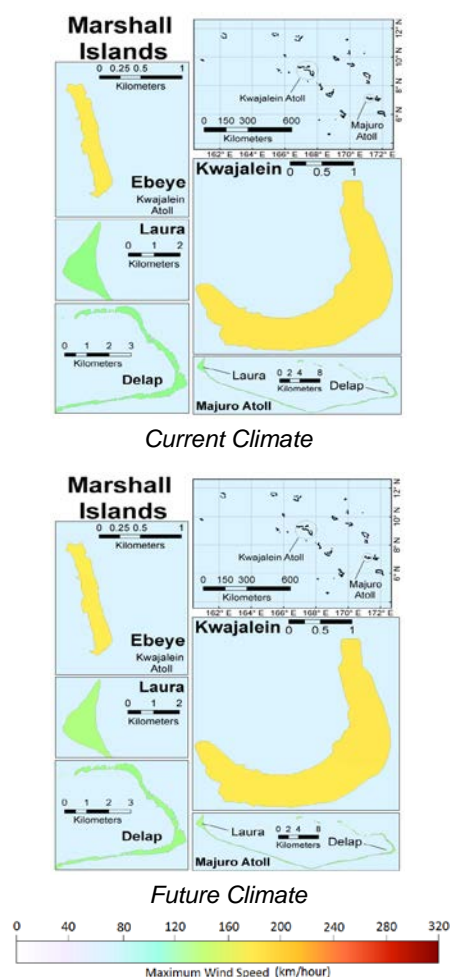 Marshall
Islands
0 0.25 0.5 1
Kilometers
Ebeye
Kwajalein
Atoll
Laura
0 1 2
Kilometers
0 1 2 3
Kilometers
Delap
12° N
10° N
8° N
6° N
Kwajalein Atoll
Majuro
Atoll
0 150 300 600
Kilometers
162° E 164° E 166° E 168° E 170° E 172° E
Kwajalein
0 0.5 1
Kilometers
Laura
0 2 4 8
Kilometers
Delap
Majuro Atoll
Current Climate
Marshall
Islands
0 0.25 0.5 1
Kilometers
Ebeye
Kwajalein
Atoll
Laura
0 1 2
Kilometers
0 1 2 3
Kilometers
Delap
12° N
10° N
8° N
6° N
Kwajalein Atoll
Majuro
Atoll
0 150 300 600
Kilometers
162° E 164° E 166° E 168° E 170° E 172° E
Kwajalein
0 0.5 1
Kilometers
Laura
0 2 4 8
Kilometers
Delap
Majuro Atoll
Future Climate
0 40 80 120 160 200 240 280 320
Maximum Wind Speed (km/hour)